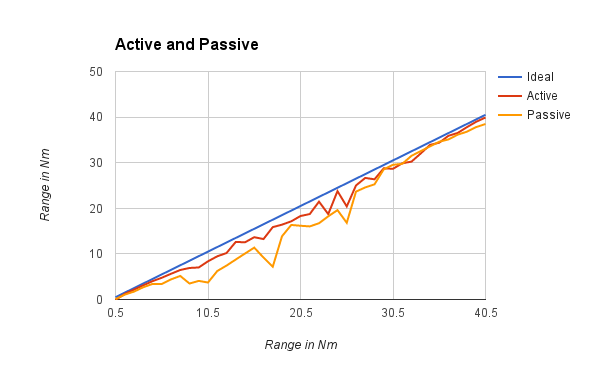 Active and Passive
50
40
30
20
10
0
Range in Nm
0.5 10.5 20.5 30.5 40.5
Range in Nm
Ideal
Active
Passive